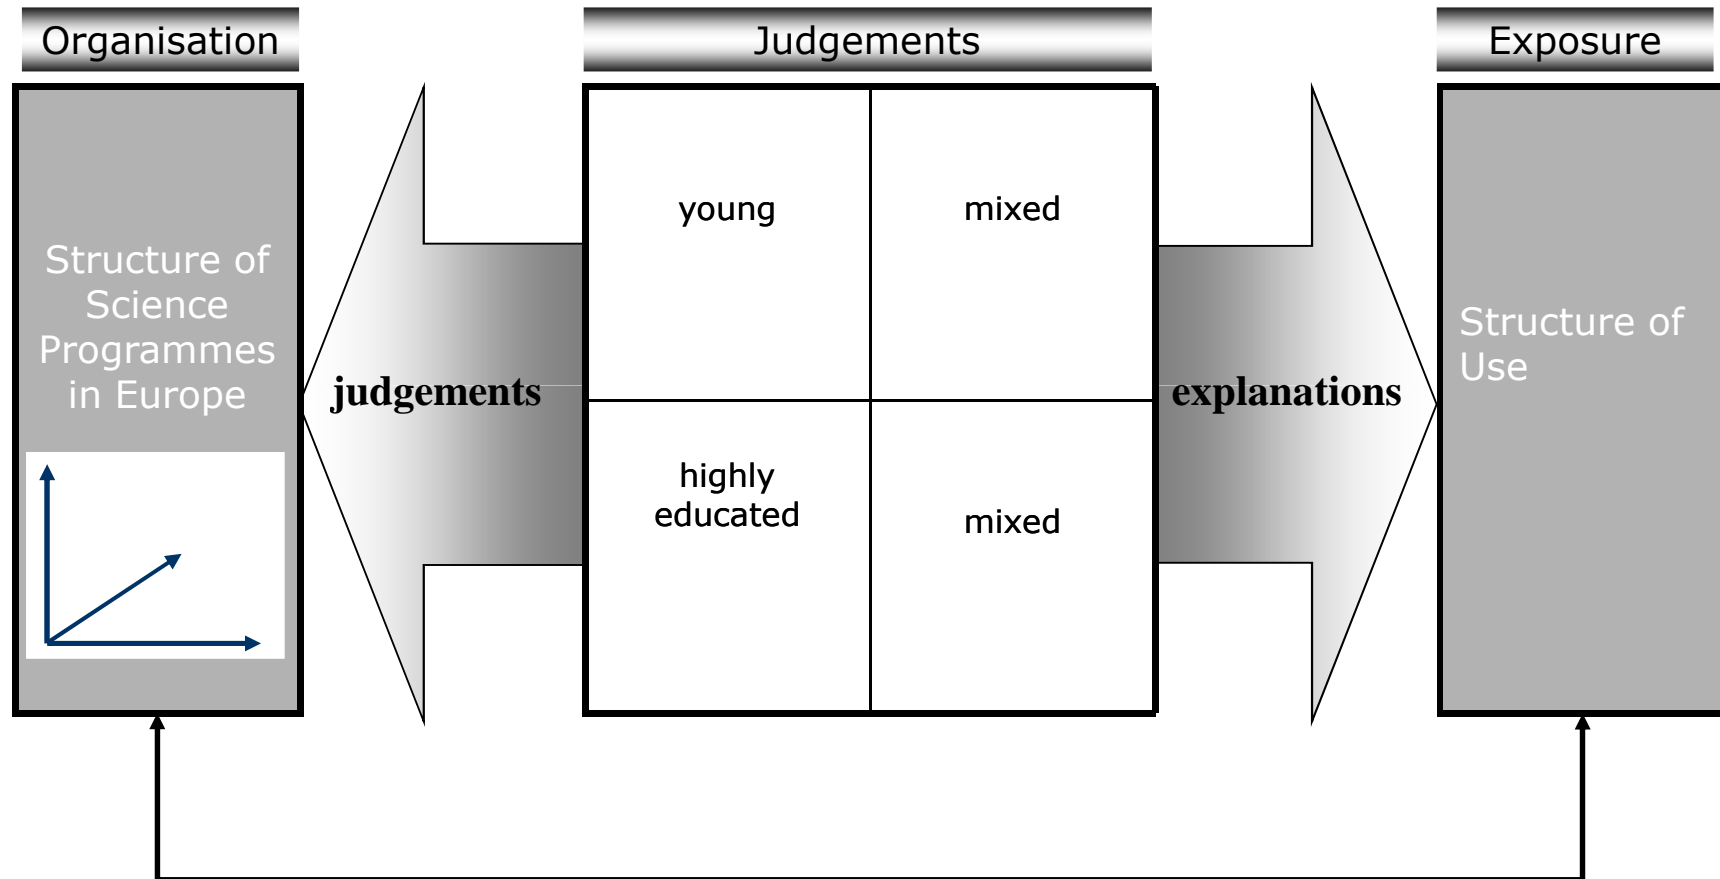 Organisation
Judgements
Exposure
Structure of
Science
Programmes
in Europe
judgements
young
mixed
highly
educated
mixed
explanations
Structure of
Use